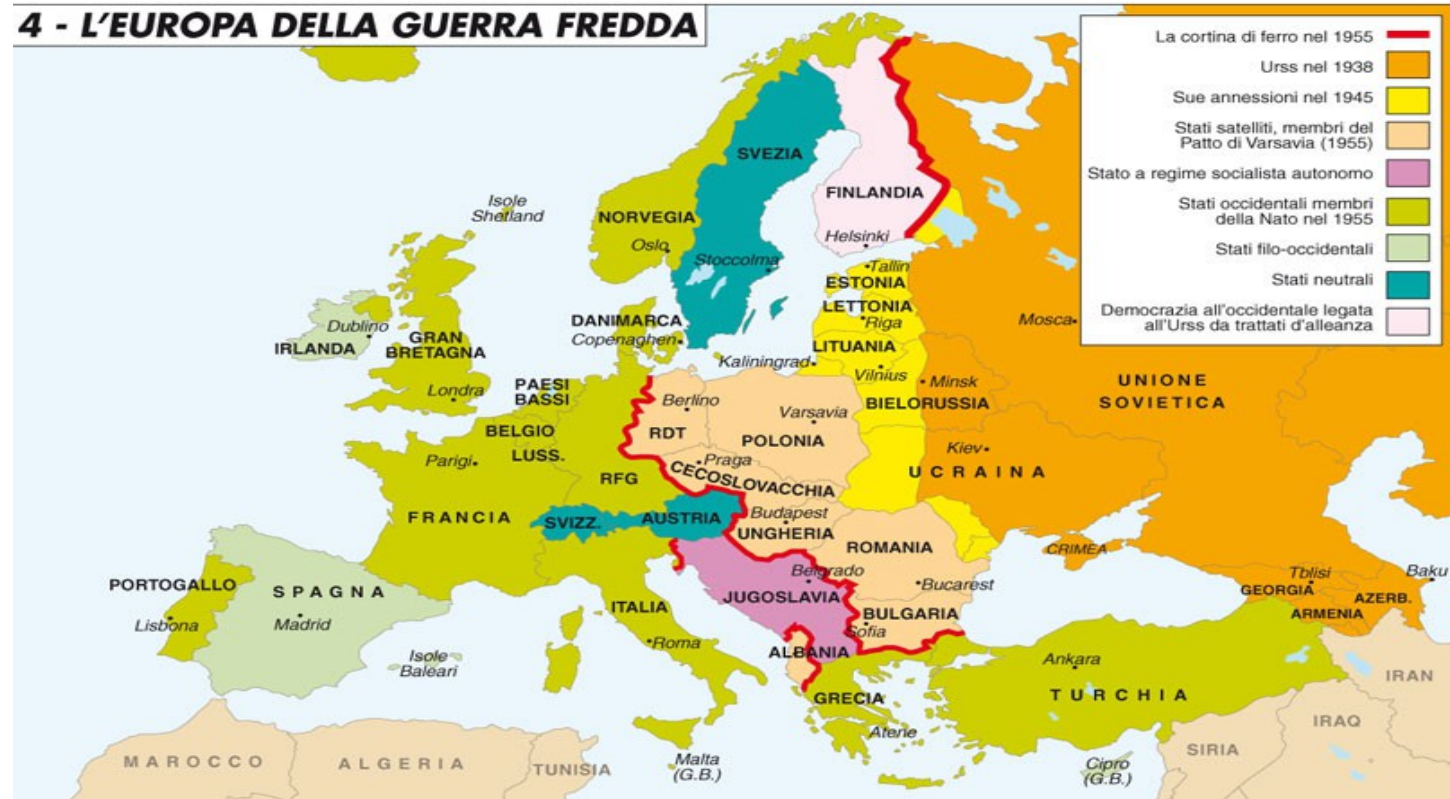 4 - L'EUROPA DELLA GUERRA FREDDA
La cortina di ferro nel 1955
Urss nel 1938
Sue annessioni nel 1945
Stati satelliti, membri del
Patto di Varsavia (1955)
Stato a regime socialista autonomo
Stati occidentali membri
della Nato nel 1955
Stati filo-occidentali
Stati neutrali
Democrazia all'occidentale legata
all'Urss da trattati d'alleanza
SVEZIA
FINLANDIA
Isole
Shetland
NORVEGIA
Oslo
Helsinki
Stoccolma
Tallin
ESTONIA
LETTONIA
Riga
Mosca
DANIMARCA
Copenaghen
Dublino
IRLANDA
GRAN
BRETAGNA
LITUANIA
Kaliningrad
Vilnius
Minsk
UNIONE
SOVIETICA
Londra
PAESI
BASSI
Berlino
Varsavia
BIELORUSSIA
BELGIO
LUSS.
RDT
POLONIA
Parigi
Praga
Kiev
RFG
CECOSLOVACCHIA
UCRAINA
FRANCIA
SVIZZ.
AUSTRIA
Budapest
UNGHERIA
ROMANIA
CRIMEA
Belgrado
Bucarest
Tblisi
Baku
PORTOGALLO
SPAGNA
ITALIA
JUGOSLAVIA
BULGARIA
GEORGIA
AZERB.
ARMENIA
Lisbona
Madrid
Roma
Sofia
Isole
Baleari
ALBANIA
Ankara
IRAN
GRECIA
TURCHIA
Atene
IRAQ
MAROCCO
ALGERIA
TUNISIA
Malta
(G.B.)
Cipro
(G.B.)
SIRIA